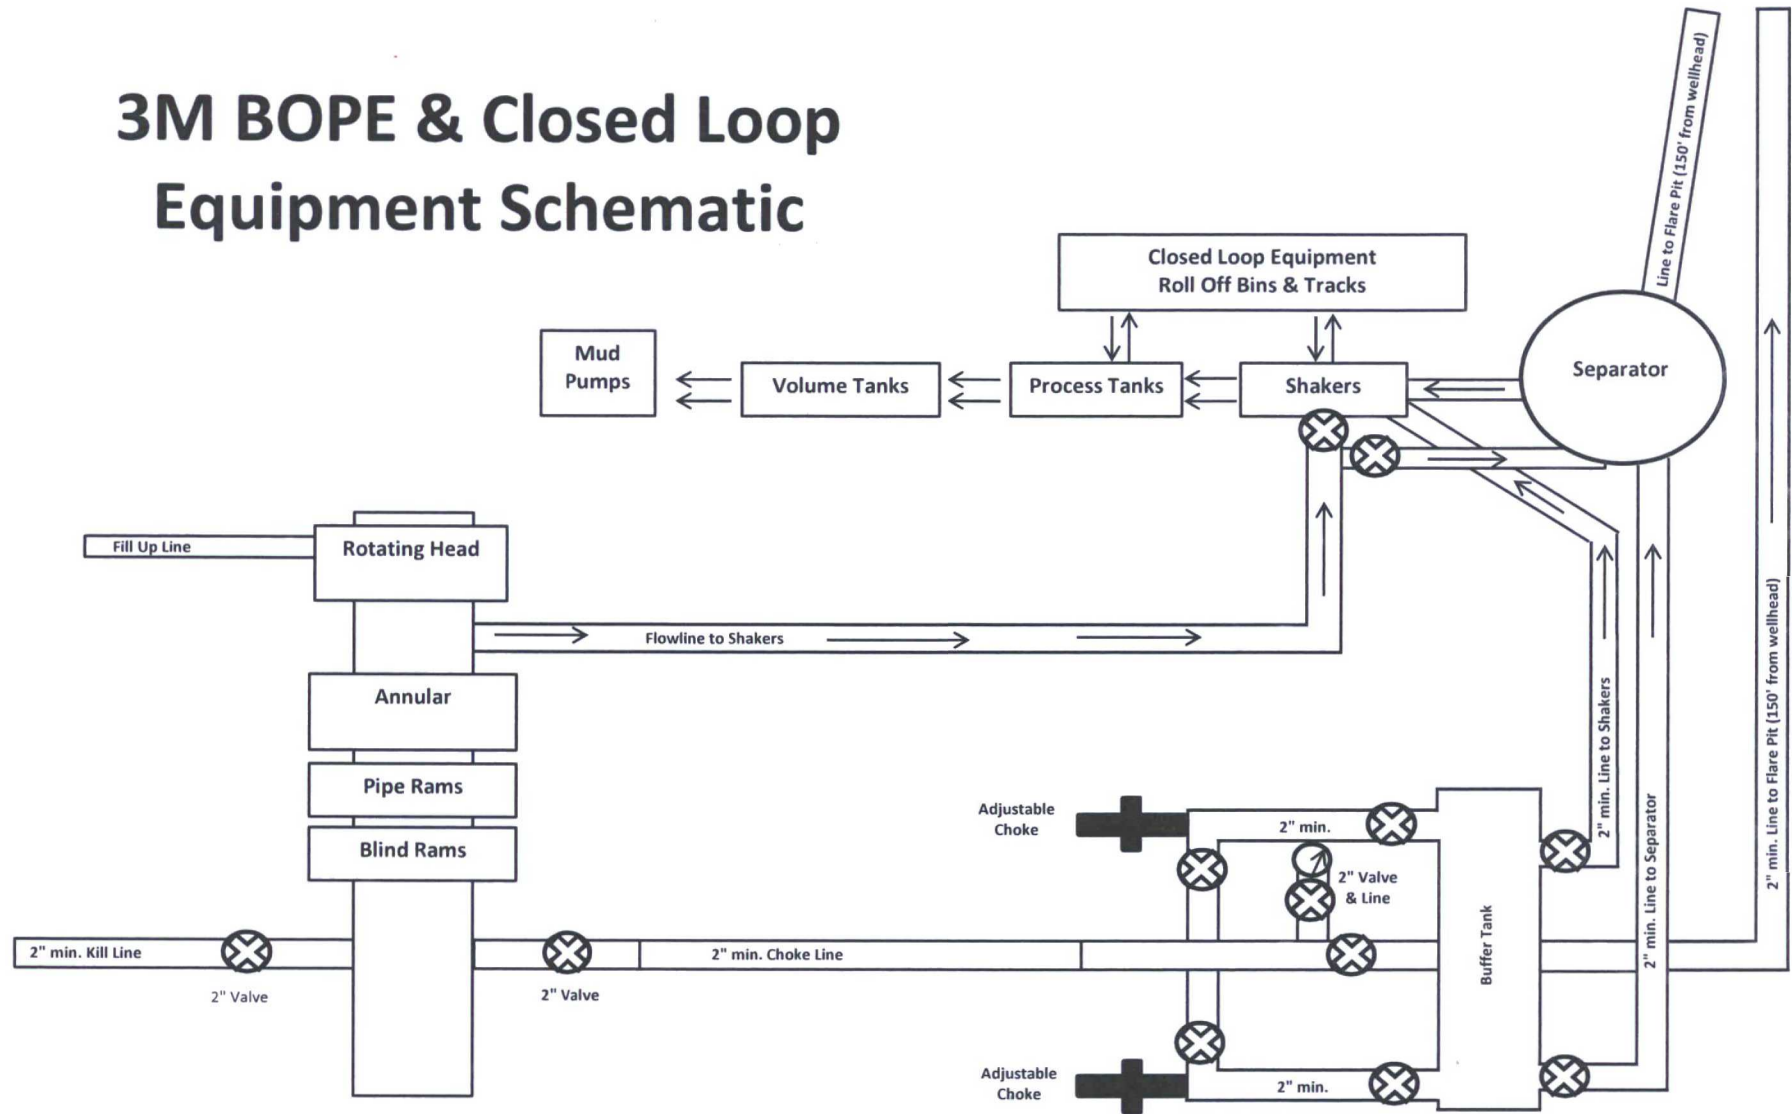 3M BOPE & Closed Loop
Equipment Schematic
Line to Flare Pit (150' from wellhead)
Closed Loop Equipment
Roll Off Bins & Tracks
Mud
Pumps
Volume Tanks
Process Tanks
Shakers
Separator
Fill Up Line
Rotating Head
Flowline to Shakers
Annular
Pipe Rams
Blind Rams
2" min. Kill Line
2" Valve
2" Valve
2" min. Choke Line
Adjustable
Choke
2" min.
2" Valve
& Line
Buffer Tank
Adjustable
Choke
2" min.
2" min. Line to Shakers
2" min. Line to Separator
2" min. Line to Flare Pit (150' from wellhead)